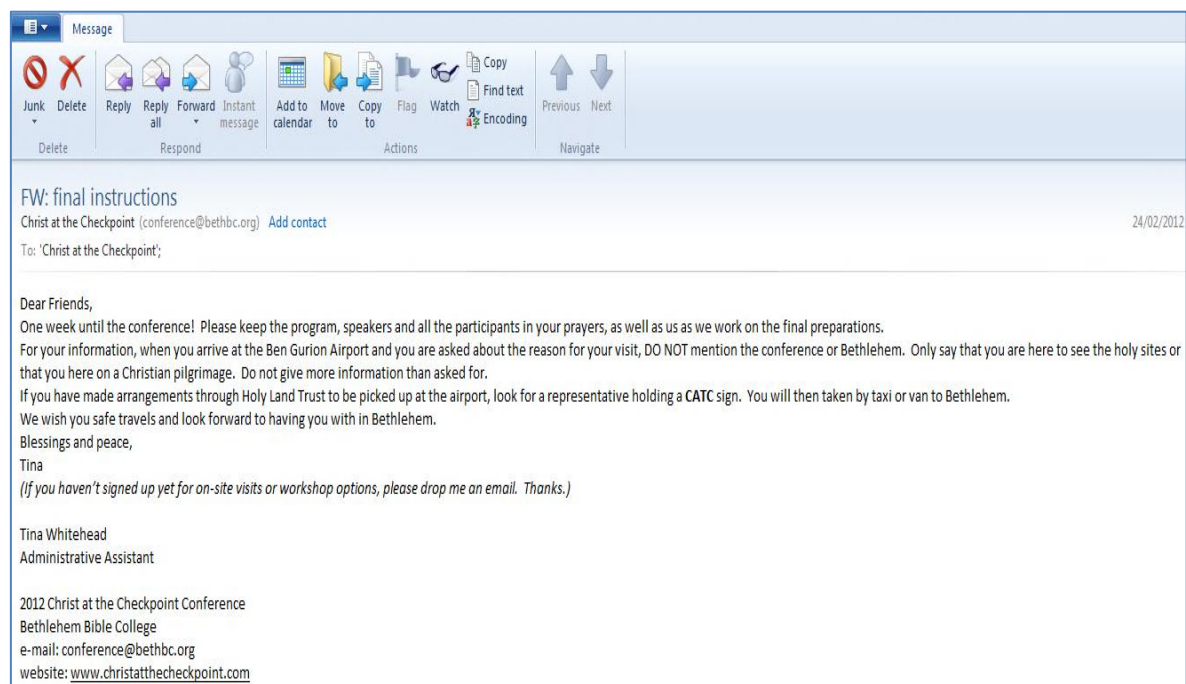 Message
Junk Delete Reply Reply all Forward Instant message Add to calendar Move to Copy to Flag Watch Copy Find text Encoding Previous Next
Delete Respond Actions Navigate
FW: final instructions
Christ at the Checkpoint (conference@bethbc.org) Add contact 24/02/2012
To: 'Christ at the Checkpoint';
Dear Friends,
One week until the conference! Please keep the program, speakers and all the participants in your prayers, as well as us as we work on the final preparations.
For your information, when you arrive at the Ben Gurion Airport and you are asked about the reason for your visit, DO NOT mention the conference or Bethlehem. Only say that you are here to see the holy sites or
that you here on a Christian pilgrimage. Do not give more information than asked for.
If you have made arrangements through Holy Land Trust to be picked up at the airport, look for a representative holding a CATC sign. You will then taken by taxi or van to Bethlehem.
We wish you safe travels and look forward to having you with in Bethlehem.
Blessings and peace,
Tina
(If you haven't signed up yet for on-site visits or workshop options, please drop me an email. Thanks.)
Tina Whitehead
Administrative Assistant
2012 Christ at the Checkpoint Conference
Bethlehem Bible College
e-mail: conference@bethbc.org
website: www.christatthecheckpoint.com